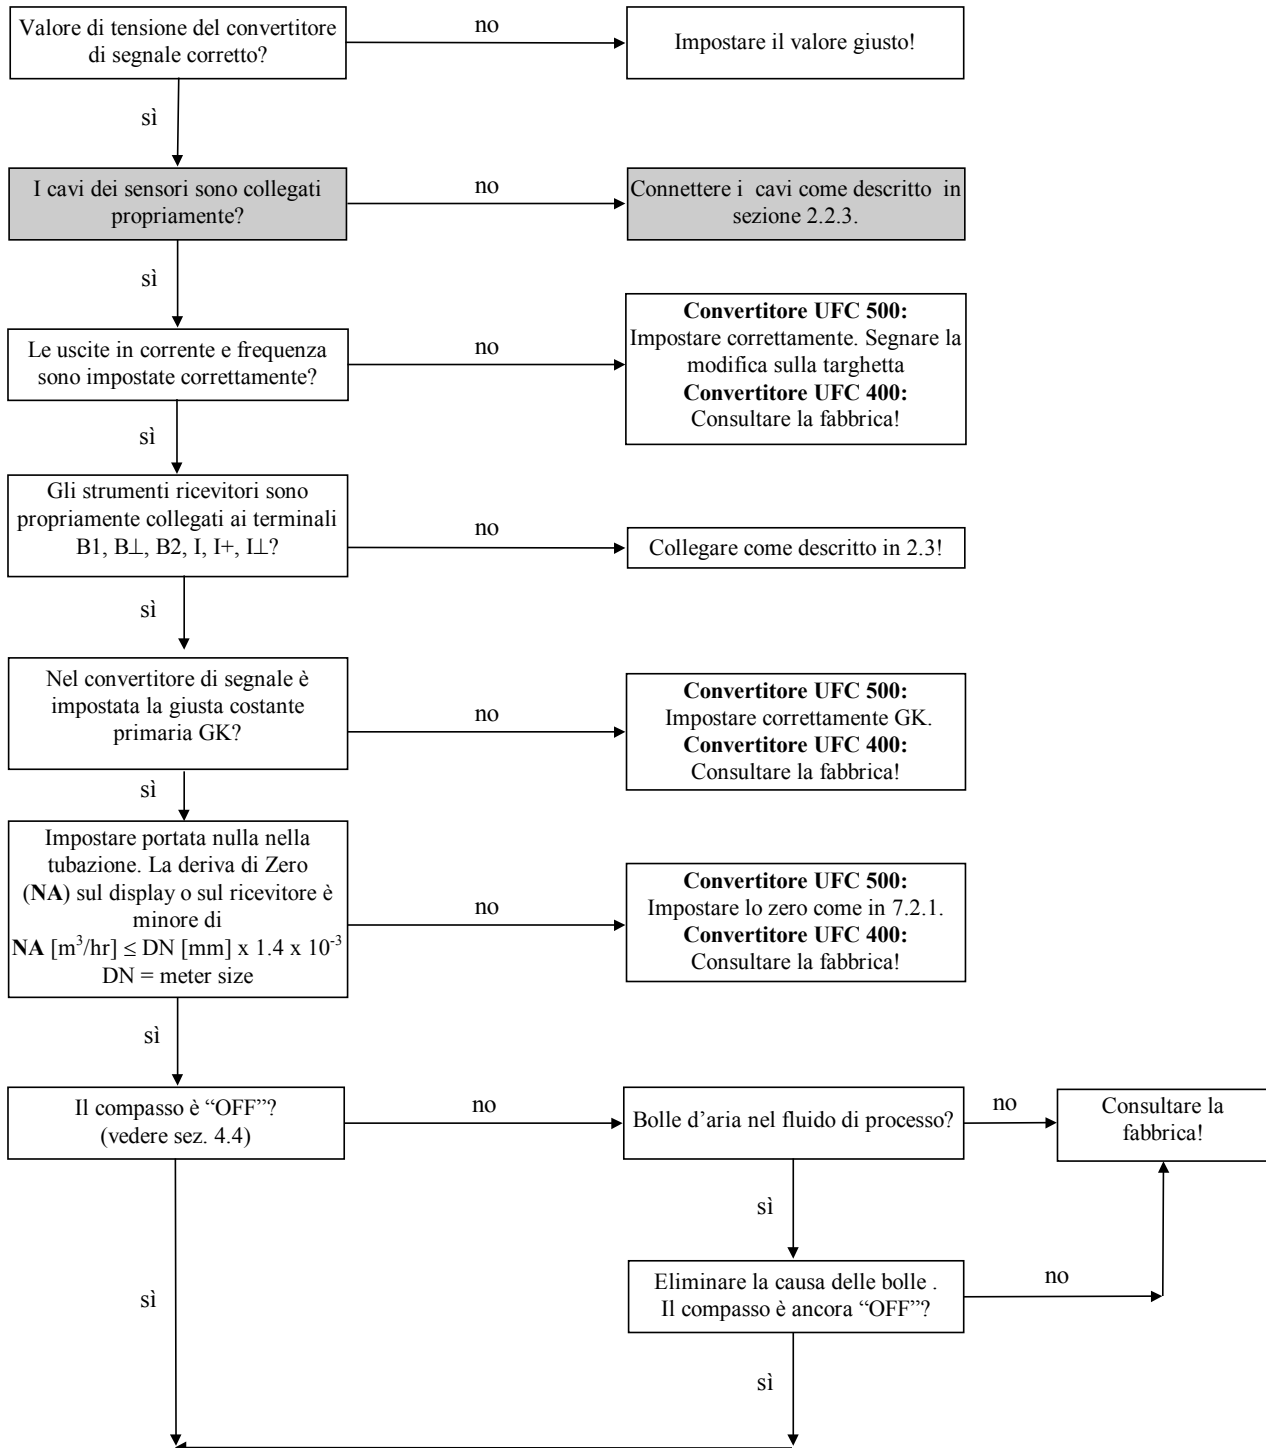 Valore di tensione del convertitore
di segnale corretto?
no
Impostare il valore giusto!
sì
I cavi dei sensori sono collegati
propriamente?
no
Connettere i cavi come descritto in
sezione 2.2.3.
sì
Le uscite in corrente e frequenza
sono impostate correttamente?
no
Convertitore UFC 500:
Impostare correttamente. Segnare la
modifica sulla targhetta
Convertitore UFC 400:
Consultare la fabbrica!
sì
Gli strumenti ricevitori sono
propriamente collegati ai terminali
B1, B⊥, B2, I, I+, I⊥?
no
Collegare come descritto in 2.3!
sì
Nel convertitore di segnale è
impostata la giusta costante
primaria GK?
no
Convertitore UFC 500:
Impostare correttamente GK.
Convertitore UFC 400:
Consultare la fabbrica!
sì
Impostare portata nulla nella
tubazione. La deriva di Zero
(NA) sul display o sul ricevitore è
minore di
NA [m³/hr] ≤ DN [mm] x 1.4 x 10⁻³
DN = meter size
no
Convertitore UFC 500:
Impostare lo zero come in 7.2.1.
Convertitore UFC 400:
Consultare la fabbrica!
sì
Il compasso è “OFF”?
(vedere sez. 4.4)
no
Bolle d’aria nel fluido di processo?
no
Consultare la
fabbrica!
sì
Eliminare la causa delle bolle .
Il compasso è ancora “OFF”?
no
sì
sì